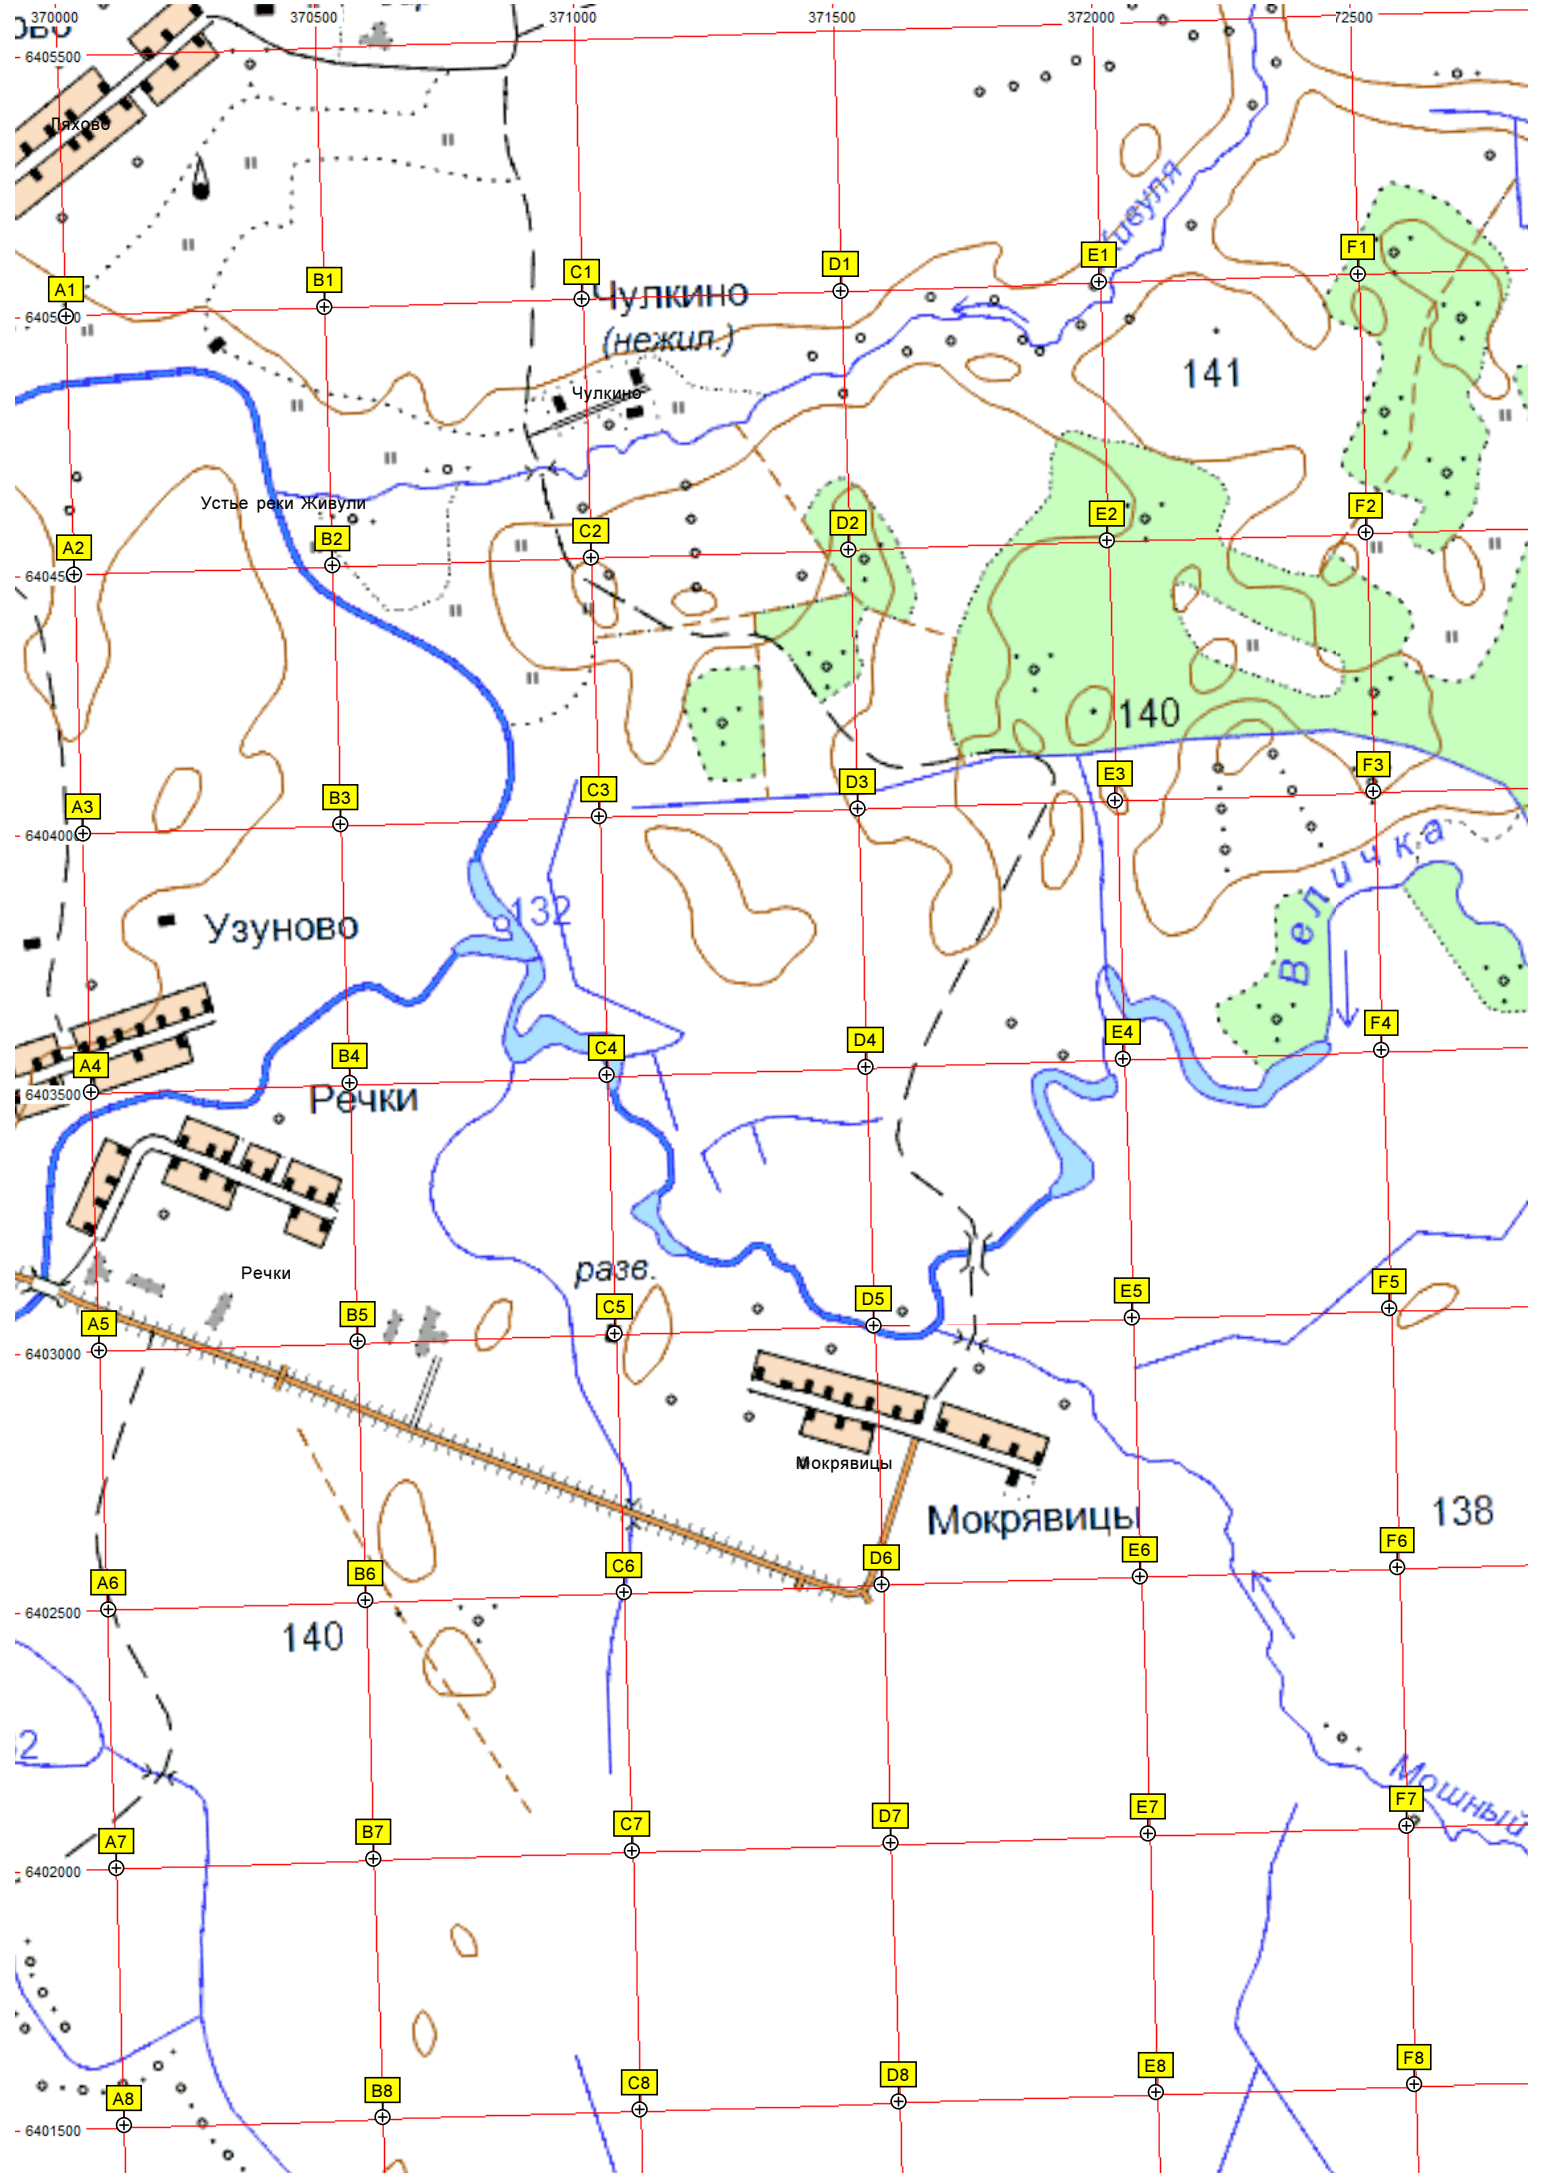 370000 370500 371000 371500 372000 72500
ово
6405500
Ляхово
Живуля
A1 B1 C1 D1 E1 F1
Чулкино
(нежил.)
141
Чулкино
Устье реки Живули
A2 B2 C2 D2 E2 F2
140
A3 B3 C3 D3 E3 F3
6404000
Величка
132
Узуново
A4 B4 C4 D4 E4 F4
6403500
Речки
разв.
Речки
A5 B5 C5 D5 E5 F5
6403000
Мокрявицы
Мокрявицы
138
A6 B6 C6 D6 E6 F6
6402500
140
2
Мошный
A7 B7 C7 D7 E7 F7
6402000
A8 B8 C8 D8 E8 F8
6401500